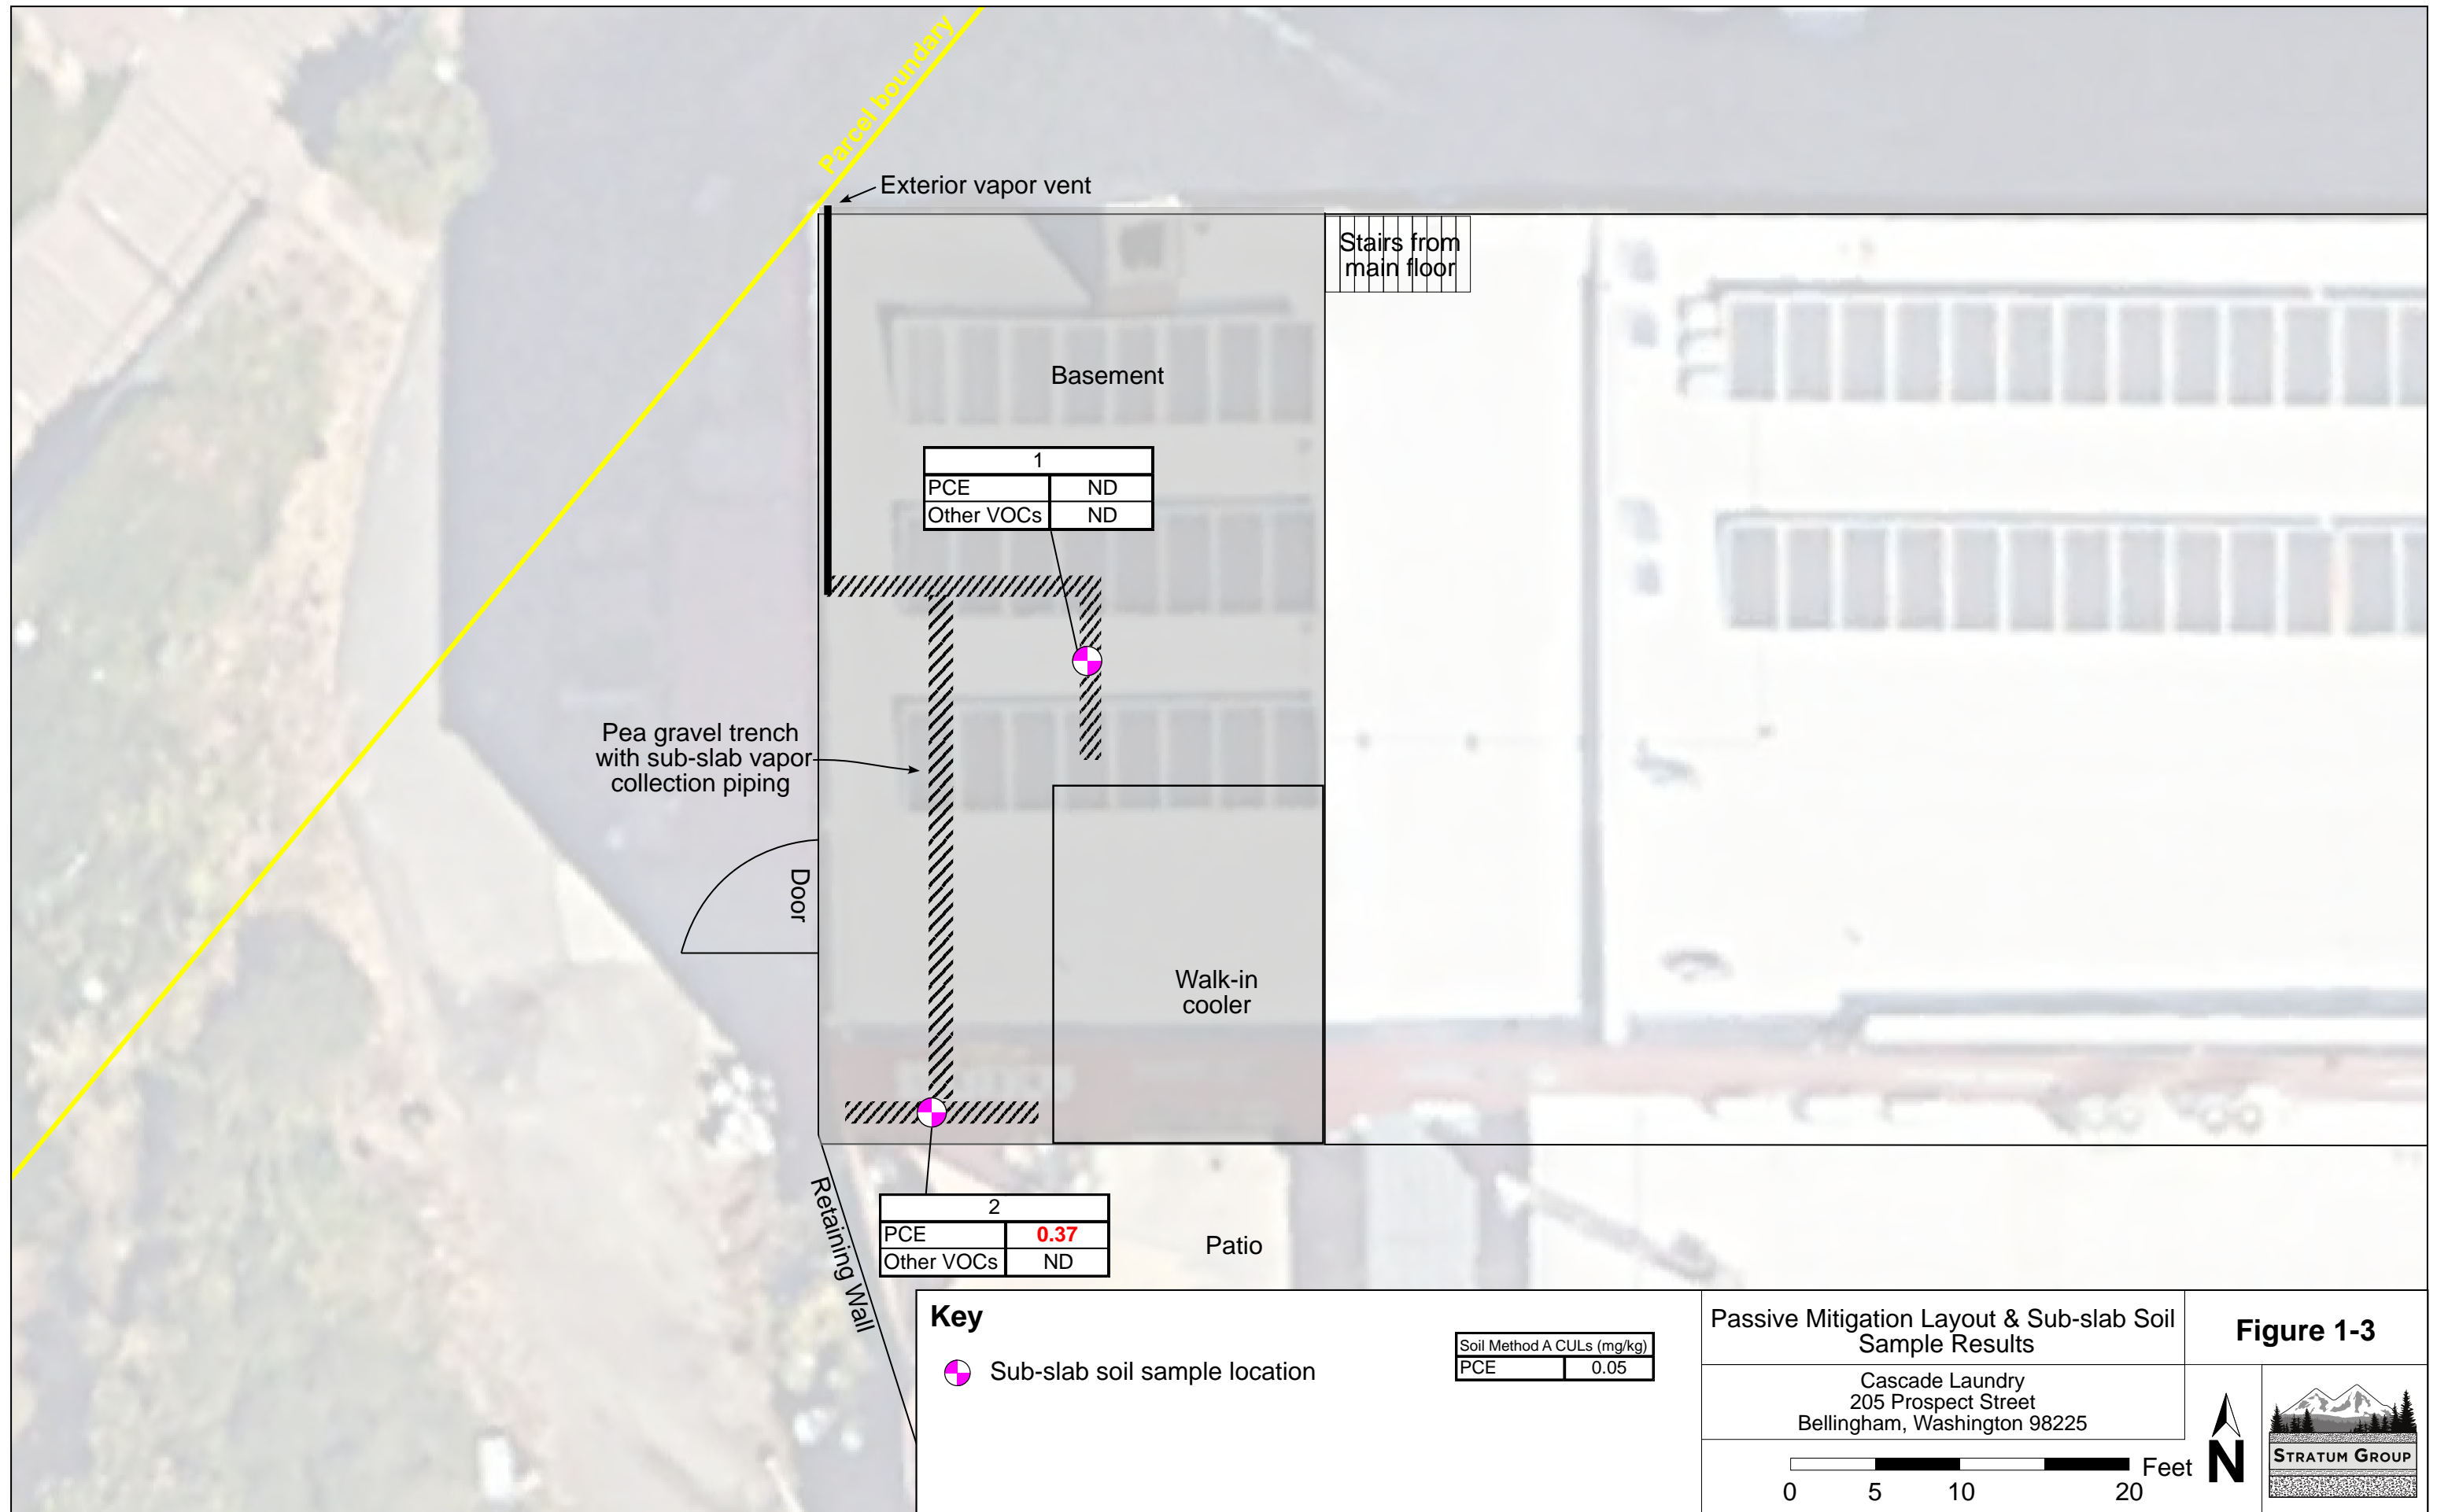 Parcel boundary
Exterior vapor vent
Stairs from
main floor
Basement
1
PCE ND
Other VOCs ND
Pea gravel trench
with sub-slab vapor
collection piping
Door
Walk-in
cooler
Retaining Wall
2
PCE 0.37
Other VOCs ND
Patio
Key
Sub-slab soil sample location
Soil Method A CULs (mg/kg)
PCE 0.05
Passive Mitigation Layout & Sub-slab Soil
Sample Results
Figure 1-3
Cascade Laundry
205 Prospect Street
Bellingham, Washington 98225
0 5 10 20 Feet
N
STRATUM GROUP